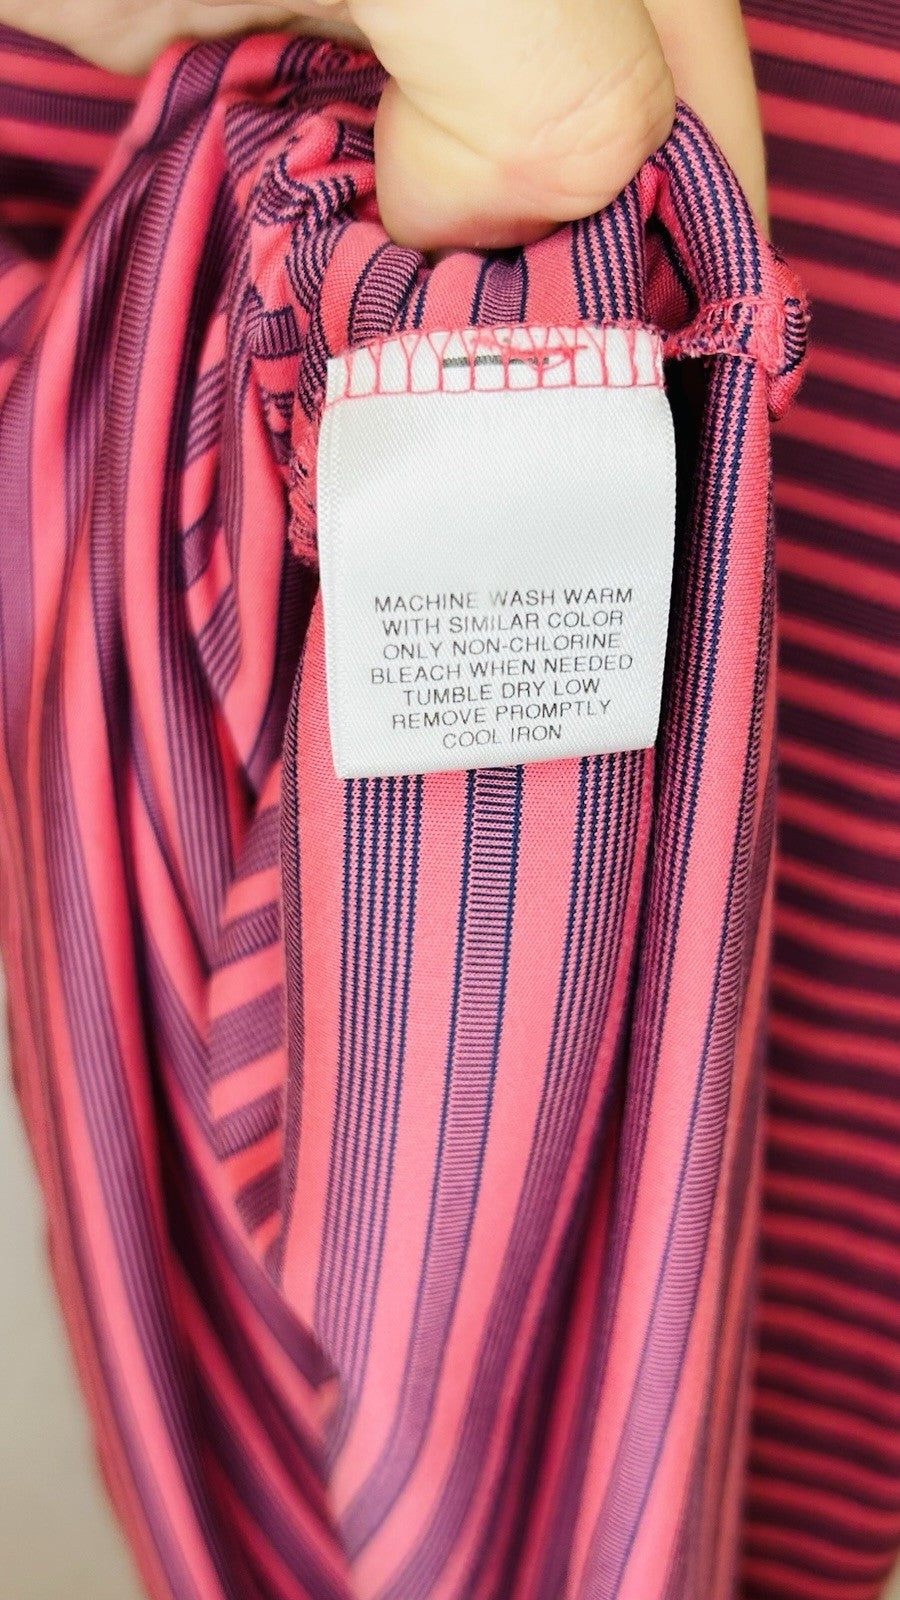 MACHINE WASH WARM
WITH SIMILAR COLOR
ONLY NON-CHLORINE
BLEACH WHEN NEEDED
TUMBLE DRY LOW
REMOVE PROMPTLY
COOL IRON